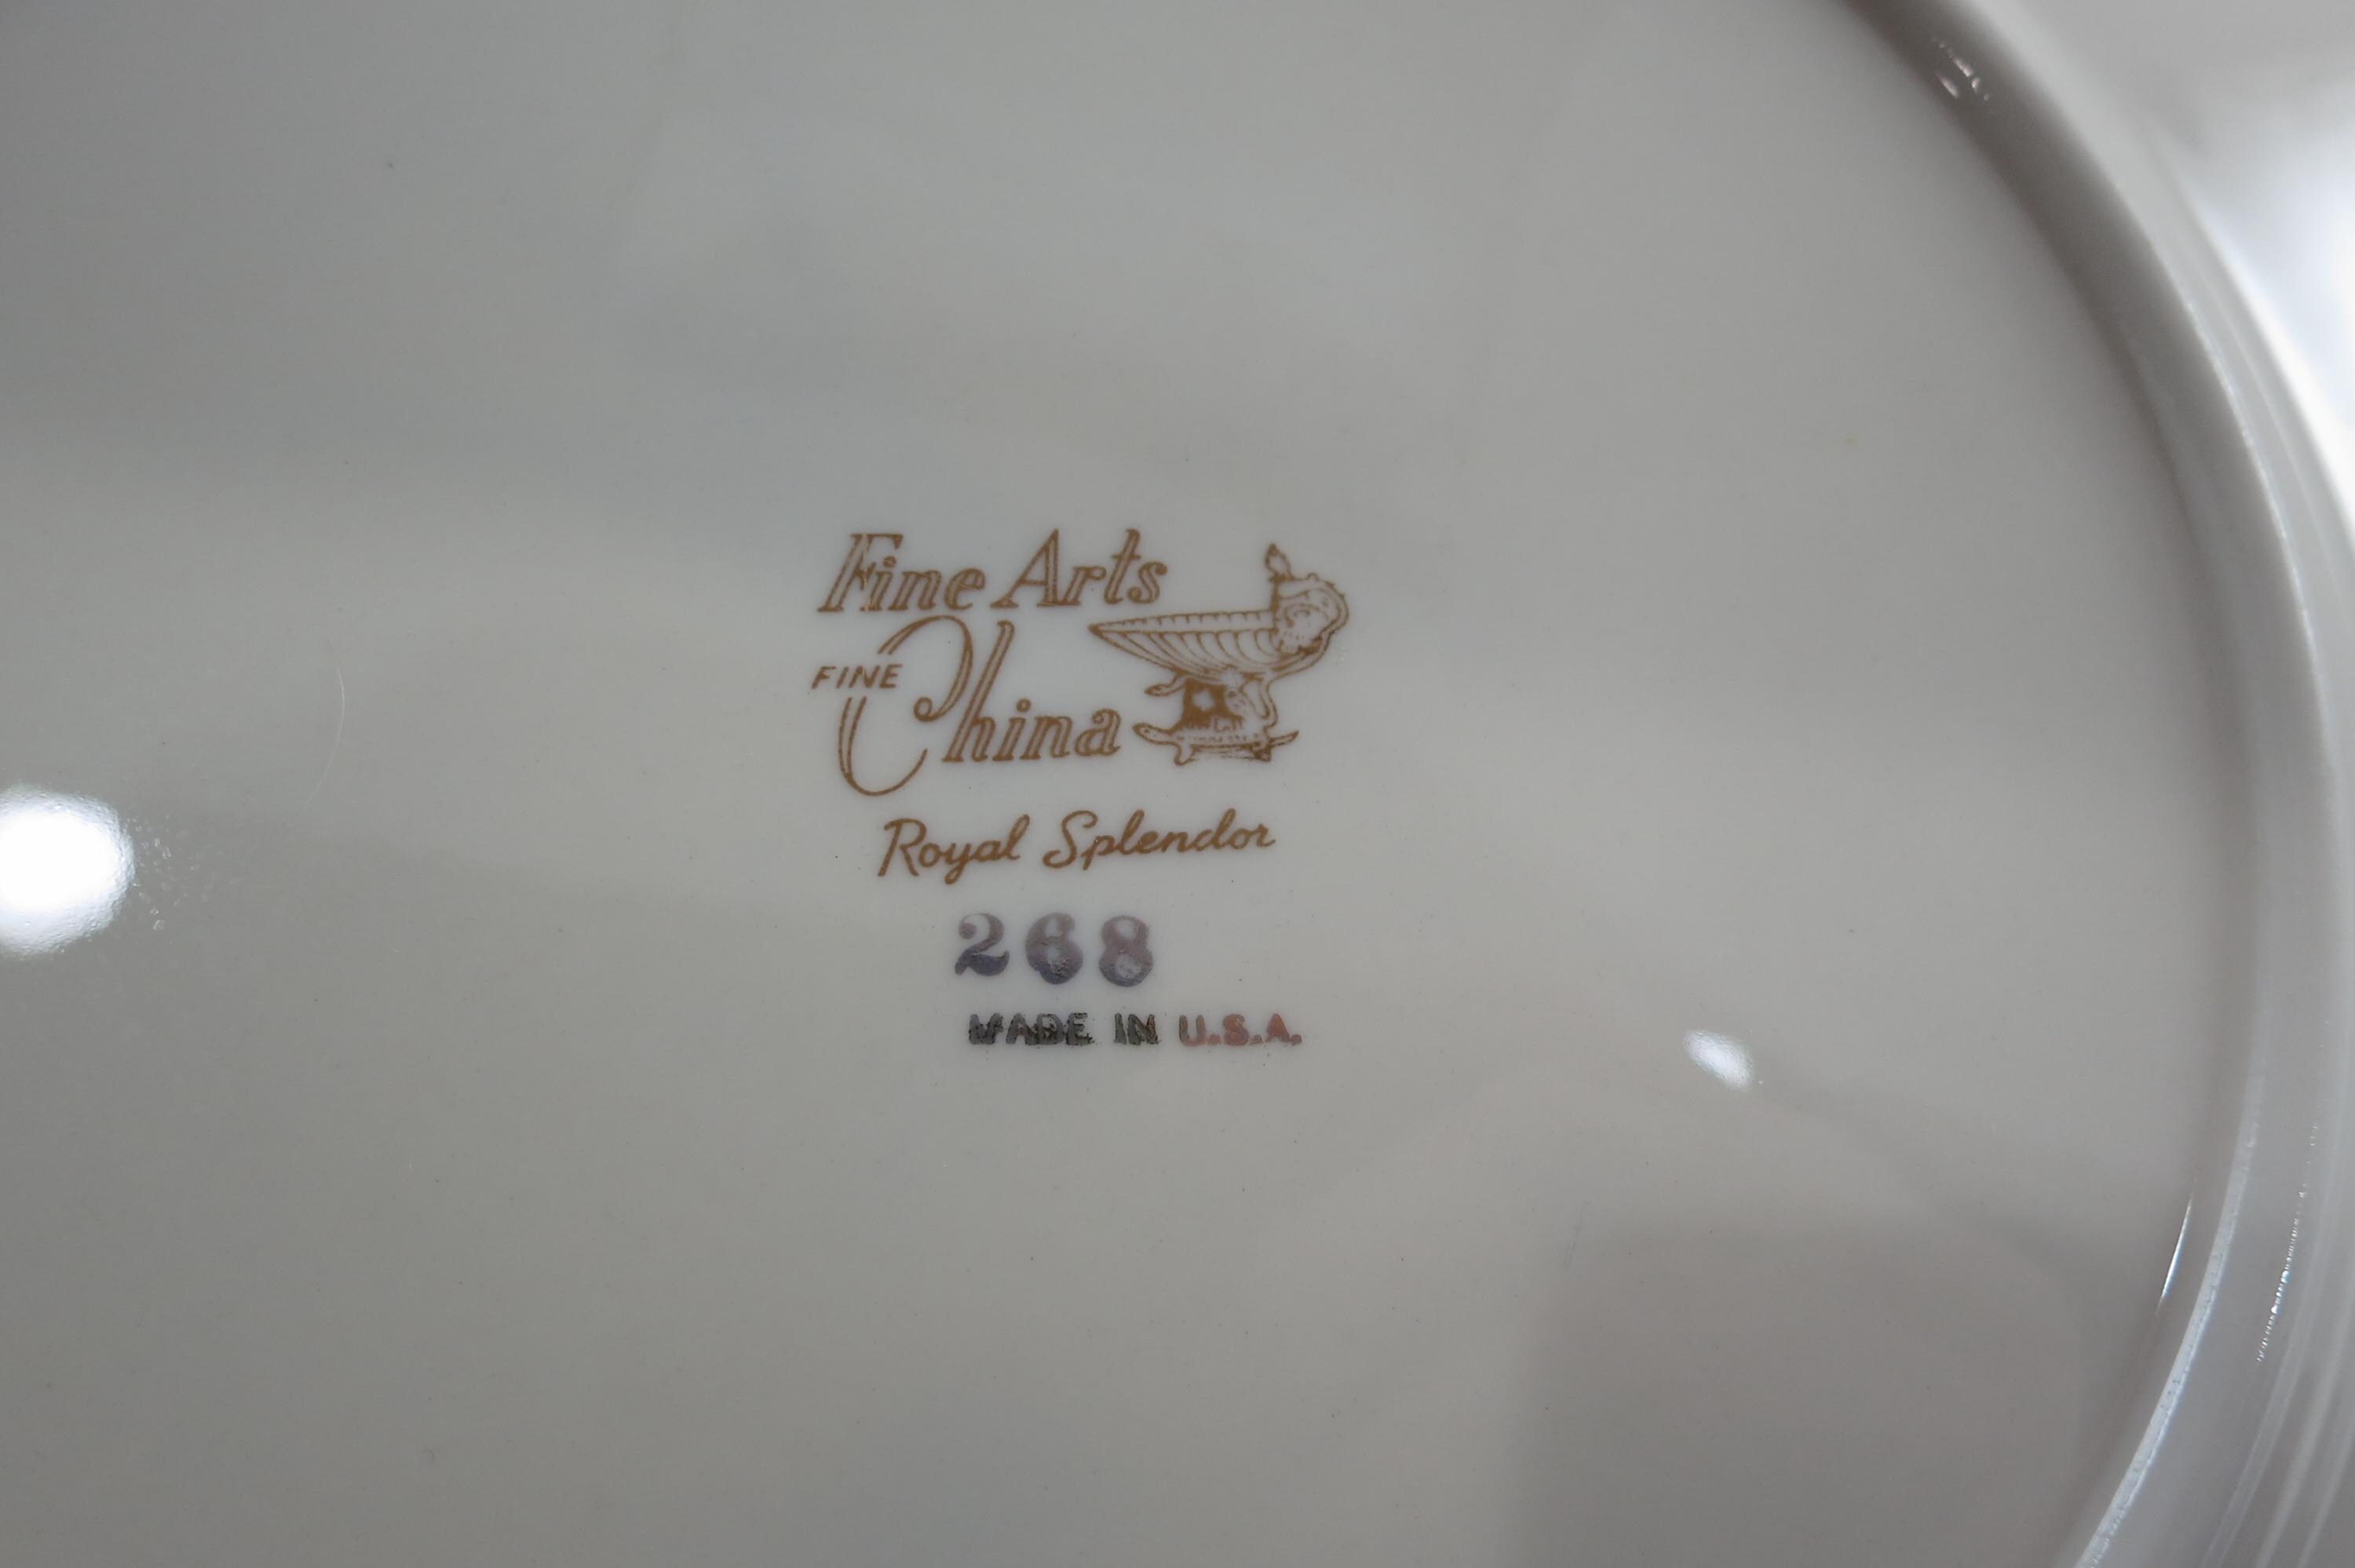 Fine Arts
FINE China
Royal Splendor
268
MADE IN U.S.A.